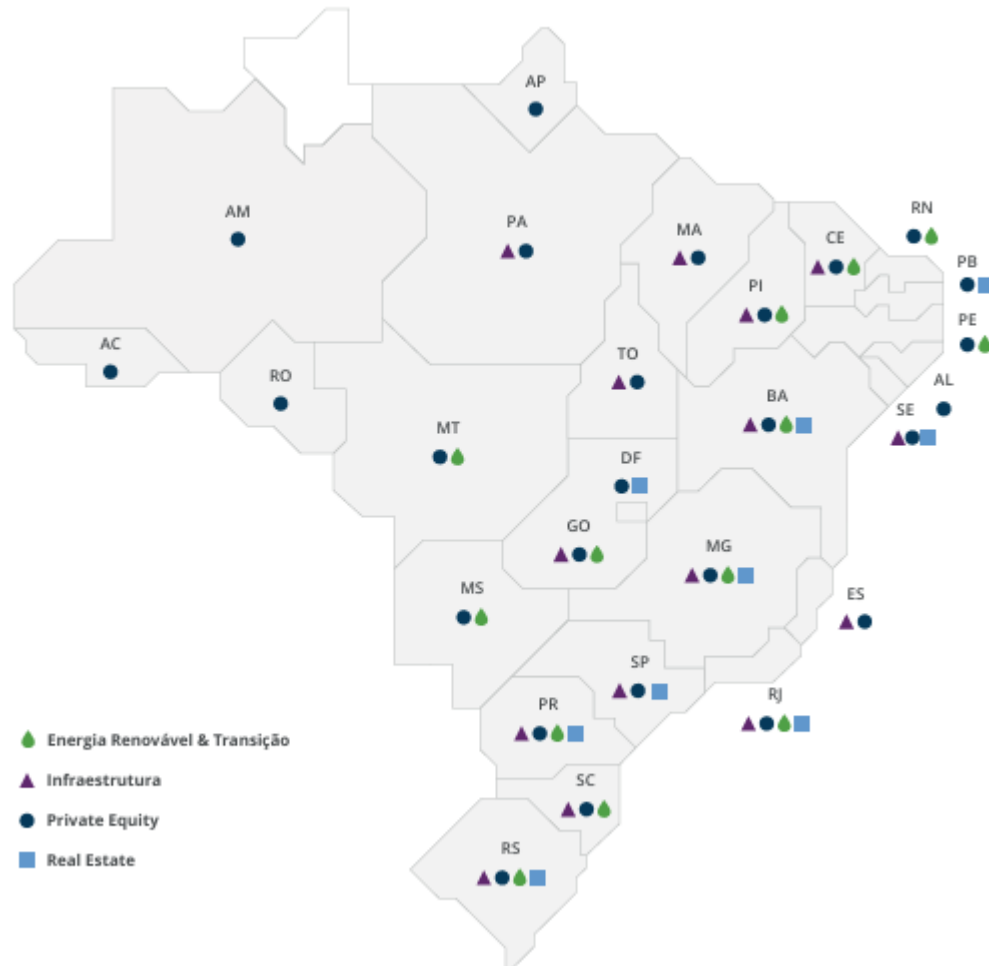 AP
AM
PA
MA
CE
RN
PB
PI
PE
AC
RO
TO
AL
BA
SE
MT
DF
GO
MG
MS
ES
SP
RJ
PR
SC
RS
Energia Renovável & Transição
Infraestrutura
Private Equity
Real Estate